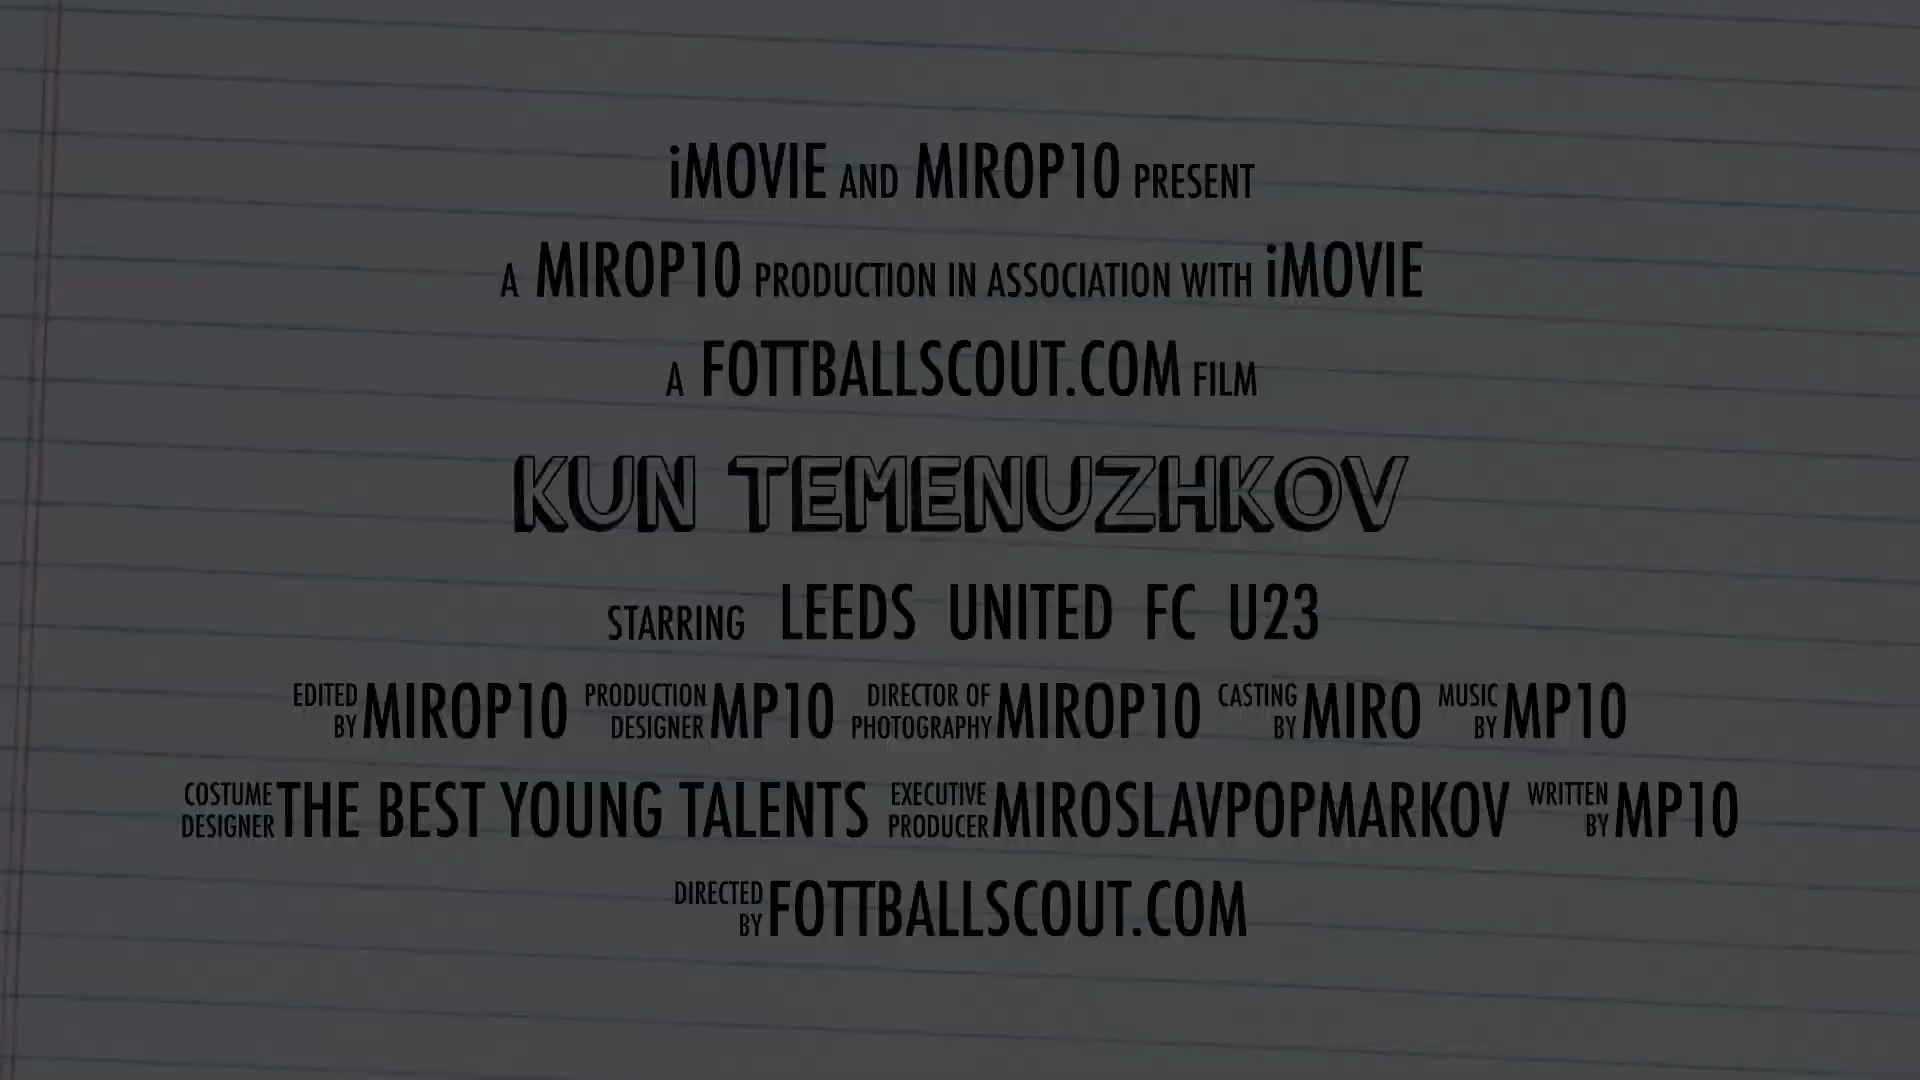 iMOVIE AND MIROP10 PRESENT
A MIROP10 PRODUCTION IN ASSOCIATION WITH iMOVIE
A FOTTBALLSCOUT.COM FILM
KUN TEMENUZHKOV
STARRING LEEDS UNITED FC U23
EDITED BY MIROP10 PRODUCTION DESIGNER MP10 DIRECTOR OF PHOTOGRAPHY MIROP10 CASTING BY MIRO MUSIC BY MP10
COSTUME DESIGNER THE BEST YOUNG TALENTS EXECUTIVE PRODUCER MIROSLAVPOPMARKOV WRITTEN BY MP10
DIRECTED BY FOTTBALLSCOUT.COM